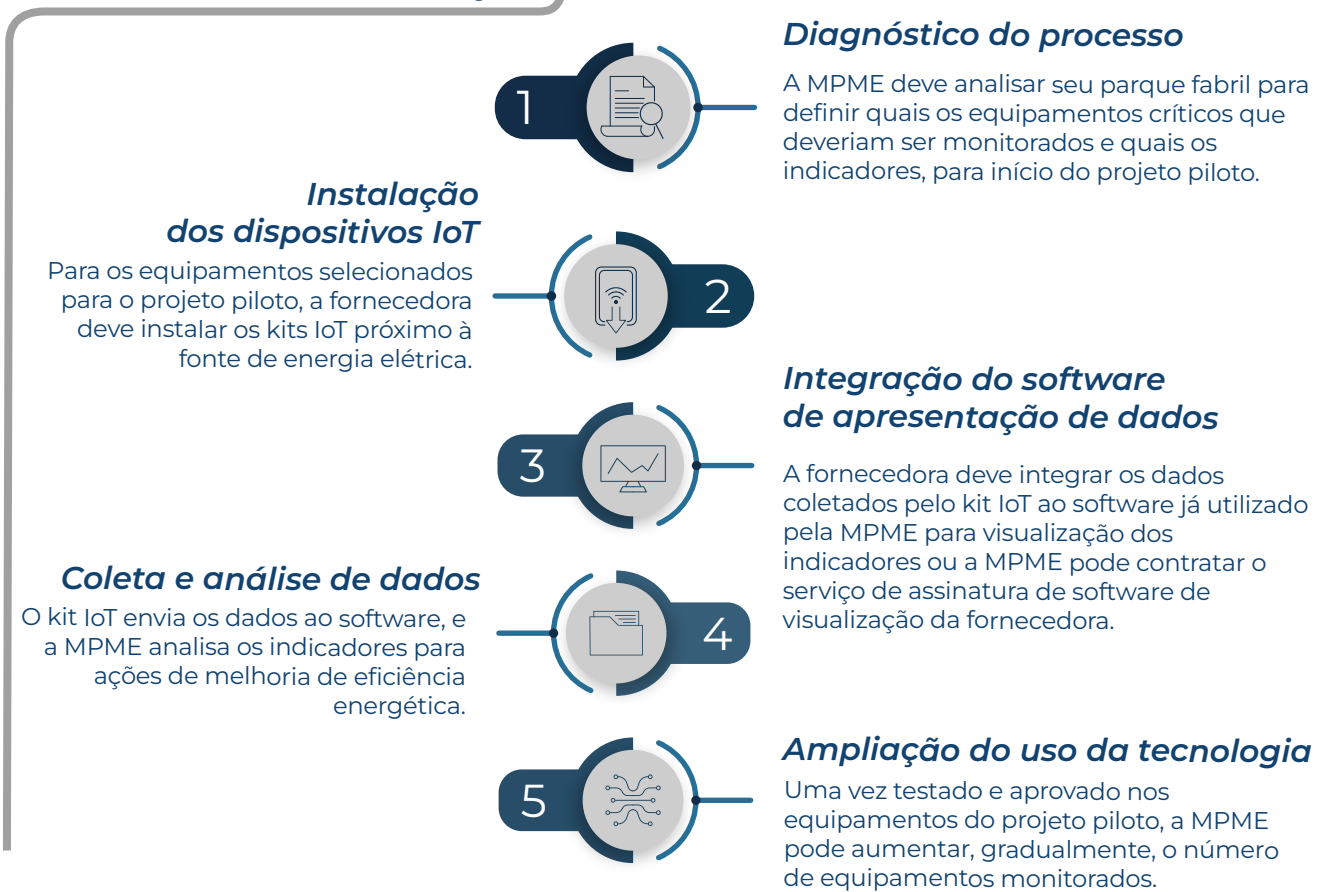 1
Diagnóstico do processo
A MPME deve analisar seu parque fabril para
definir quais os equipamentos críticos que
deveriam ser monitorados e quais os
indicadores, para início do projeto piloto.
Instalação
dos dispositivos IoT
Para os equipamentos selecionados
para o projeto piloto, a fornecedora
deve instalar os kits IoT próximo à
fonte de energia elétrica.
2
3
Integração do software
de apresentação de dados
A fornecedora deve integrar os dados
coletados pelo kit IoT ao software já utilizado
pela MPME para visualização dos
indicadores ou a MPME pode contratar o
serviço de assinatura de software de
visualização da fornecedora.
Coleta e análise de dados
O kit IoT envia os dados ao software, e
a MPME analisa os indicadores para
ações de melhoria de eficiência
energética.
4
5
Ampliação do uso da tecnologia
Uma vez testado e aprovado nos
equipamentos do projeto piloto, a MPME
pode aumentar, gradualmente, o número
de equipamentos monitorados.